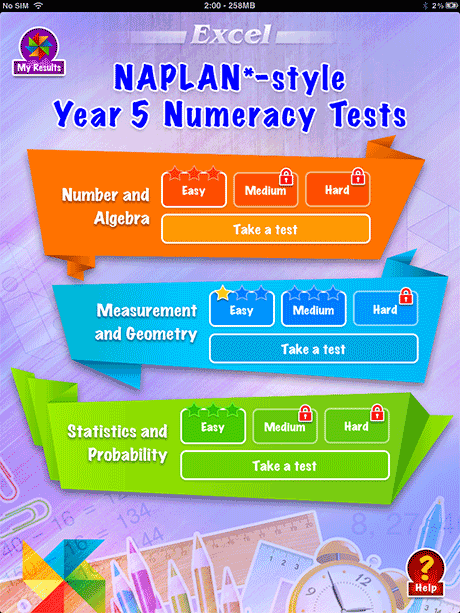 No SIM 2:00 - 258MB 2%
Excel
My Results
NAPLAN*-style
Year 5 Numeracy Tests
Number and
Algebra
Easy Medium Hard
Take a test
Measurement
and Geometry
Easy Medium Hard
Take a test
Statistics and
Probability
Easy Medium Hard
Take a test
?
Help